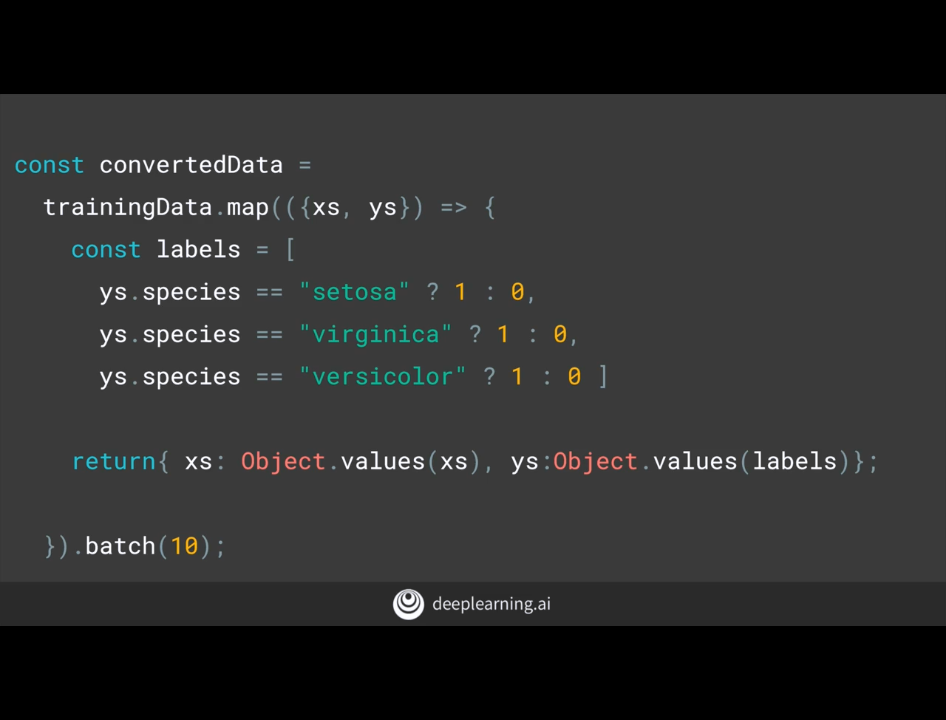 const convertedData =
trainingData.map(({xs, ys}) => {
const labels = [
ys.species == "setosa" ? 1 : 0,
ys.species == "virginica" ? 1 : 0,
ys.species == "versicolor" ? 1 : 0 ]
return{ xs: Object.values(xs), ys:Object.values(labels)};
}).batch(10);
deeplearning.ai